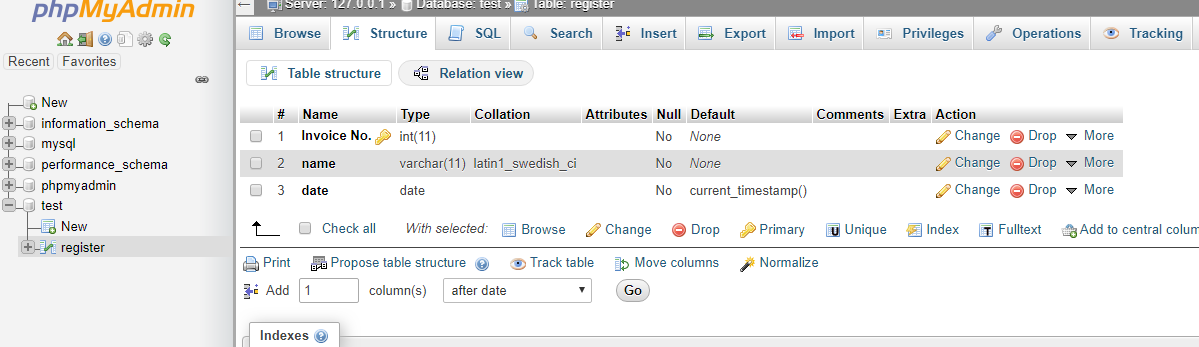 phpMyAdmin
Recent Favorites
New
information_schema
mysql
performance_schema
phpmyadmin
test
New
register
Server: 127.0.0.1 » Database: test » Table: register
Browse Structure SQL Search Insert Export Import Privileges Operations Tracking
Table structure Relation view
# Name Type Collation Attributes Null Default Comments Extra Action
1 Invoice No. int(11) No None Change Drop More
2 name varchar(11) latin1_swedish_ci No None Change Drop More
3 date date No current_timestamp() Change Drop More
Check all With selected: Browse Change Drop Primary Unique Index Fulltext Add to central colum
Print Propose table structure Track table Move columns Normalize
Add 1 column(s) after date Go
Indexes